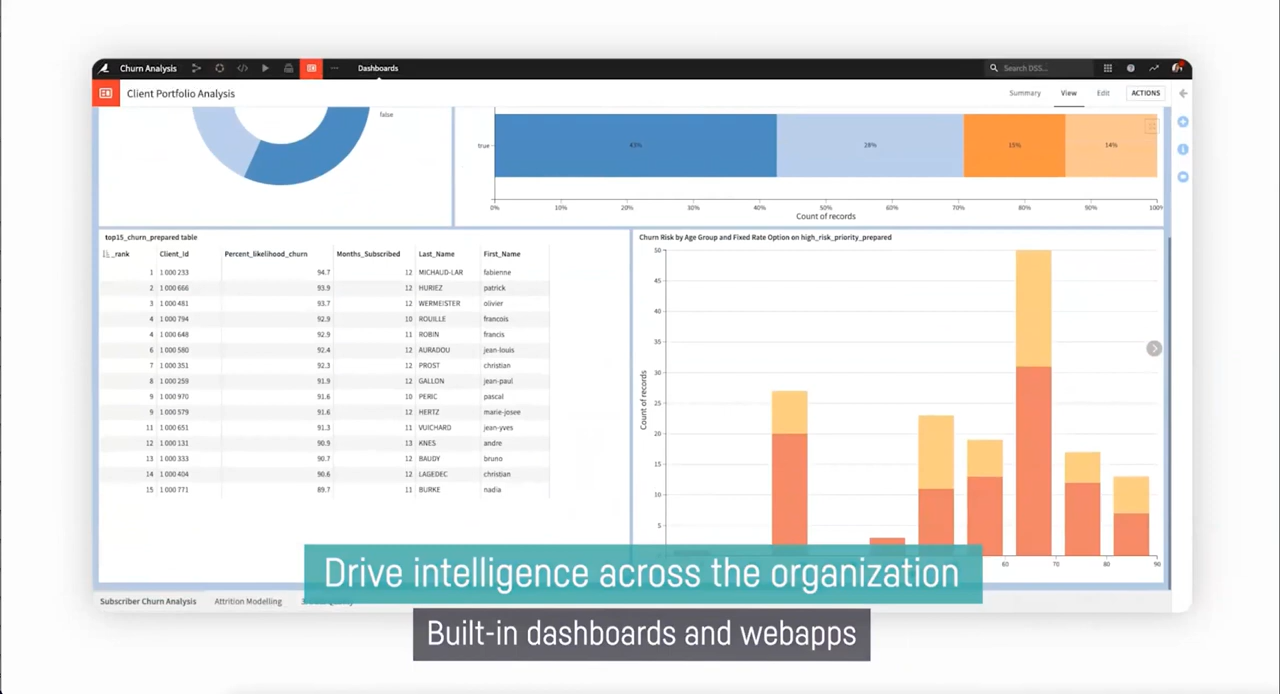 Churn Analysis
Dashboards
Search DSS...
Client Portfolio Analysis
Summary View Edit ACTIONS
false
true 43% 28% 14%
0% 10% 20% 30% 40% 50% 60% 70% 80% 90% 100%
Count of records
top15_churn_prepared table
_rank Client_Id Percent_likelihood_churn Months_Subscribed Last_Name First_Name
1 1 000 233 94.7 12 MICHAUD-LAR fabienne
2 1 000 666 93.9 12 HURIEZ patrick
3 1 000 481 93.7 12 WERMEISTER olivier
4 1 000 794 92.9 10 ROUILLE francois
4 1 000 648 92.9 11 ROBIN francis
6 1 000 580 92.4 12 AURADOU jean-louis
7 1 000 351 92.3 12 PROST christian
8 1 000 259 91.9 12 GALLON jean-paul
9 1 000 970 91.6 10 PERIC pascal
9 1 000 579 91.6 12 HERTZ marie-josee
11 1 000 651 91.3 11 VUICHARD jean-yves
12 1 000 131 90.9 13 KNES andre
13 1 000 333 90.7 12 BAUDY bruno
14 1 000 404 90.6 12 LAGEDEC christian
15 1 000 771 89.7 11 BURKE nadia
Churn Risk by Age Group and Fixed Rate Option on high_risk_priority_prepared
50
45
40
35
30
25
20
15
10
5
Count of records
60 70 80 90
Drive intelligence across the organization
Subscriber Churn Analysis Attrition Modelling
Built-in dashboards and webapps